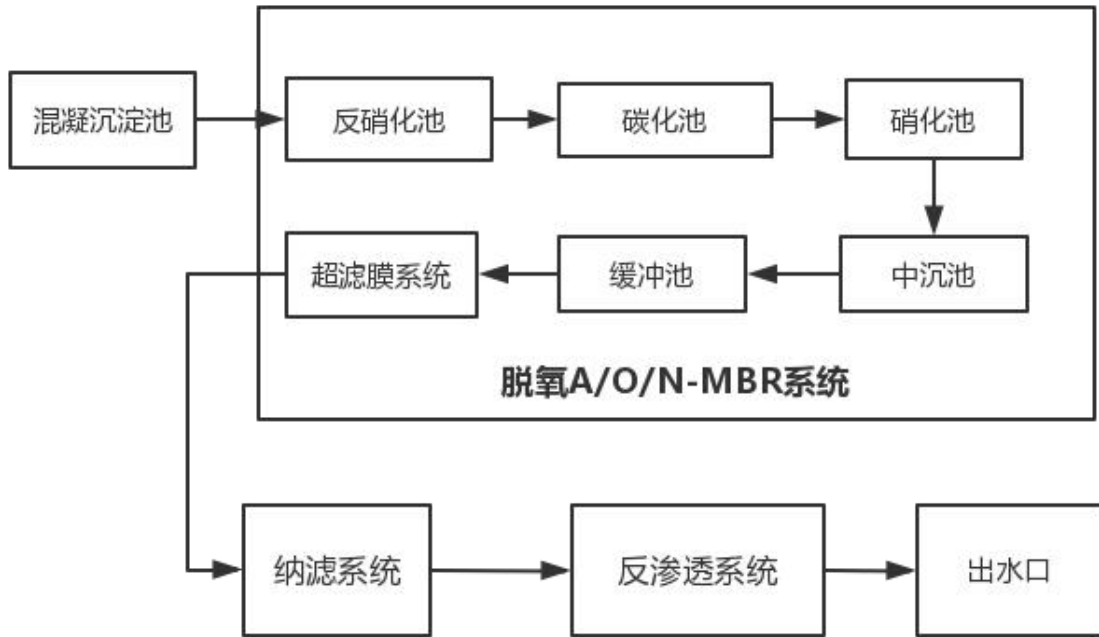 混凝沉淀池
反硝化池
碳化池
硝化池
超滤膜系统
缓冲池
中沉池
脱氧A/O/N-MBR系统
纳滤系统
反渗透系统
出水口